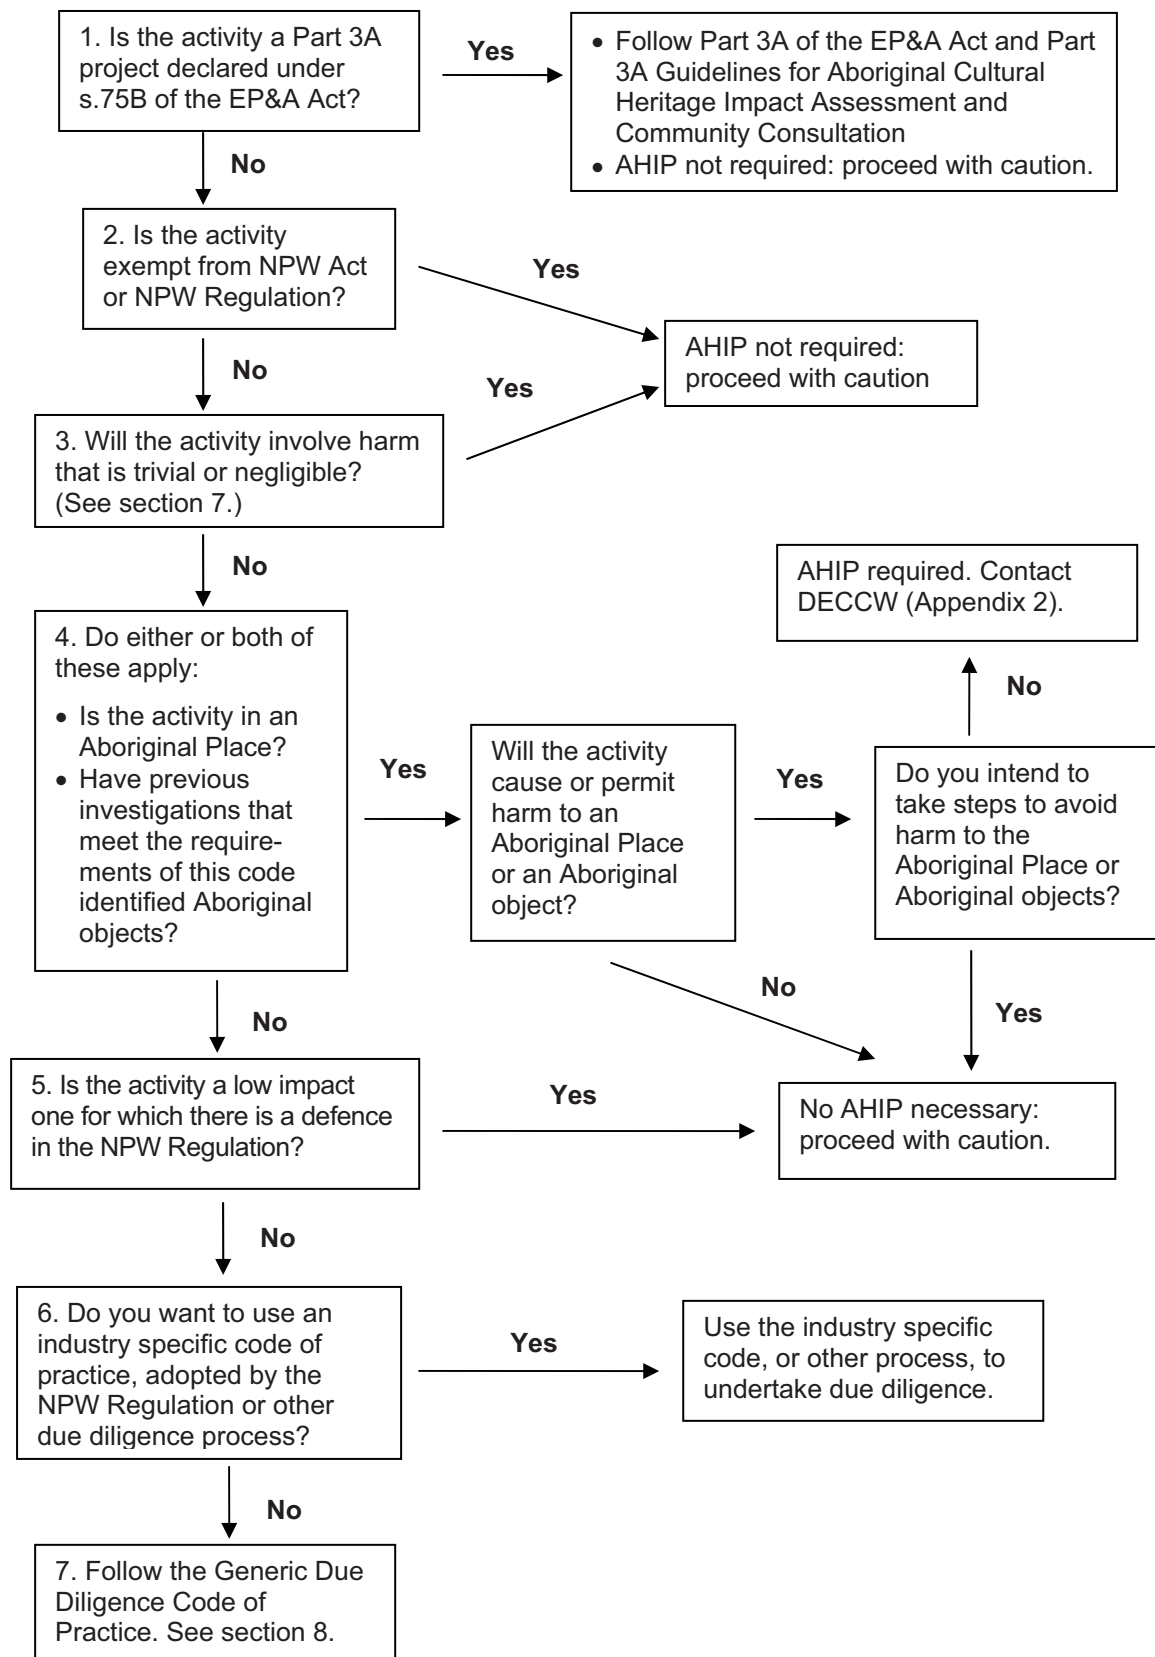 1. Is the activity a Part 3A
project declared under
s.75B of the EP&A Act?
Yes
• Follow Part 3A of the EP&A Act and Part
3A Guidelines for Aboriginal Cultural
Heritage Impact Assessment and
Community Consultation
• AHIP not required: proceed with caution.
No
2. Is the activity
exempt from NPW Act
or NPW Regulation?
Yes
AHIP not required:
proceed with caution
No
Yes
3. Will the activity involve harm
that is trivial or negligible?
(See section 7.)
No
AHIP required. Contact
DECCW (Appendix 2).
No
4. Do either or both of
these apply:
• Is the activity in an
Aboriginal Place?
• Have previous
investigations that
meet the require-
ments of this code
identified Aboriginal
objects?
Yes
Will the activity
cause or permit
harm to an
Aboriginal Place
or an Aboriginal
object?
Yes
Do you intend to
take steps to avoid
harm to the
Aboriginal Place or
Aboriginal objects?
No
Yes
No
5. Is the activity a low impact
one for which there is a defence
in the NPW Regulation?
Yes
No AHIP necessary:
proceed with caution.
No
6. Do you want to use an
industry specific code of
practice, adopted by the
NPW Regulation or other
due diligence process?
Yes
Use the industry specific
code, or other process, to
undertake due diligence.
No
7. Follow the Generic Due
Diligence Code of
Practice. See section 8.